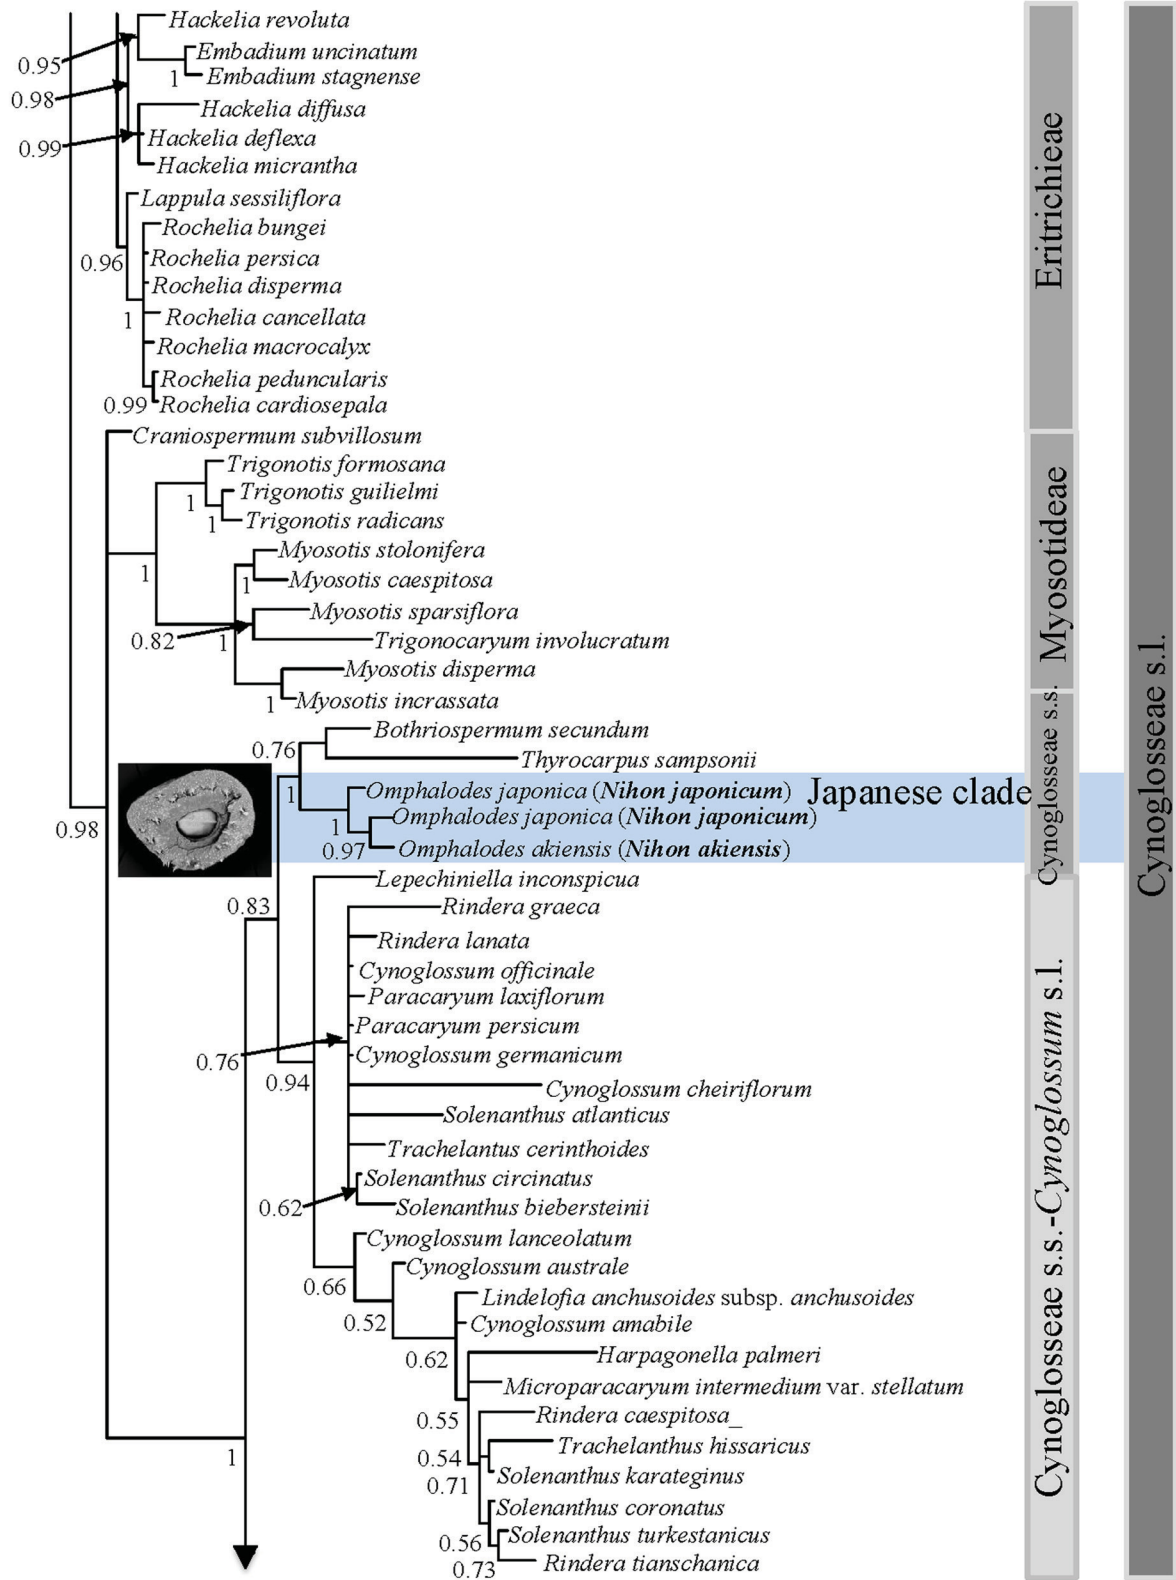 Hackelia revoluta
0.95
Embadium uncinatum
1
Embadium stagnense
0.98
Hackelia diffusa
0.99
Hackelia deflexa
Hackelia micrantha
Lappula sessiliflora
Rochelia bungei
0.96
Rochelia persica
Rochelia disperma
1
Rochelia cancellata
Rochelia macrocalyx
Rochelia peduncularis
0.99
Rochelia cardiosepala
Eritrichieae
Craniospermum subvillosum
Trigonotis formosana
1
Trigonotis guilielmi
1
Trigonotis radicans
Myosotis stolonifera
1
1
Myosotis caespitosa
Myosotis sparsiflora
0.82
1
Trigonocaryum involucratum
Myosotis disperma
1
Myosotis incrassata
Myosotideae
Bothriospermum secundum
0.76
Thyrocarpus sampsonii
1
Omphalodes japonica (Nihon japonicum)
Japanese clade
1
Omphalodes japonica (Nihon japonicum)
0.97
Omphalodes akiensis (Nihon akiensis)
Cynoglosseae s.s.
0.98
Cynoglosseae s.l.
Lepechiniella inconspicua
0.83
Rindera graeca
Rindera lanata
Cynoglossum officinale
Paracaryum laxiflorum
Paracaryum persicum
0.76
Cynoglossum germanicum
0.94
Cynoglossum cheiriflorum
Solenanthus atlanticus
Trachelantus cerinthoides
Solenanthus circinatus
0.62
Solenanthus biebersteinii
Cynoglossum lanceolatum
0.66
Cynoglossum australe
0.52
Lindelofia anchusoides subsp. anchusoides
Cynoglossum amabile
0.62
Harpagonella palmeri
Microparacaryum intermedium var. stellatum
0.55
Rindera caespitosa_
0.54
Trachelanthus hissaricus
0.71
Solenanthus karateginus
1
Solenanthus coronatus
0.56
Solenanthus turkestanicus
0.73
Rindera tianschanica
Cynoglosseae s.s.-Cynoglossum s.l.